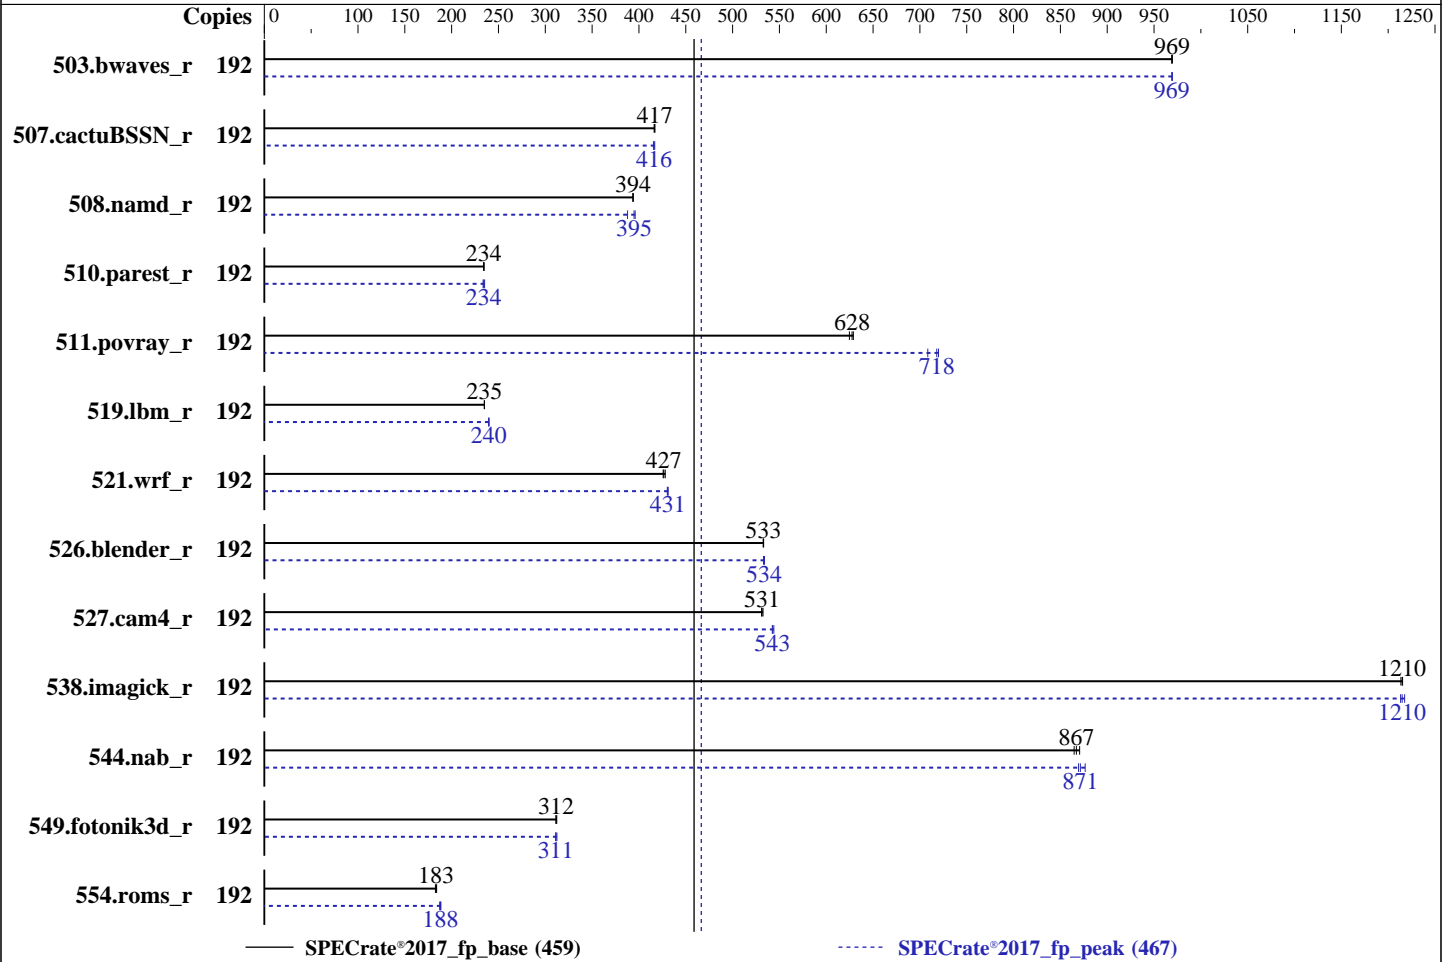 Copies 0 100 150 200 250 300 350 400 450 500 550 600 650 700 750 800 850 900 950 1050 1150 1250
503.bwaves_r 192 969
969
507.cactuBSSN_r 192 417
416
508.namd_r 192 394
395
510.parest_r 192 234
234
511.povray_r 192 628
718
519.lbm_r 192 235
240
521.wrf_r 192 427
431
526.blender_r 192 533
534
527.cam4_r 192 531
543
538.imagick_r 192 1210
1210
544.nab_r 192 867
871
549.fotonik3d_r 192 312
311
554.roms_r 192 183
188
SPECrate®2017_fp_base (459) SPECrate®2017_fp_peak (467)